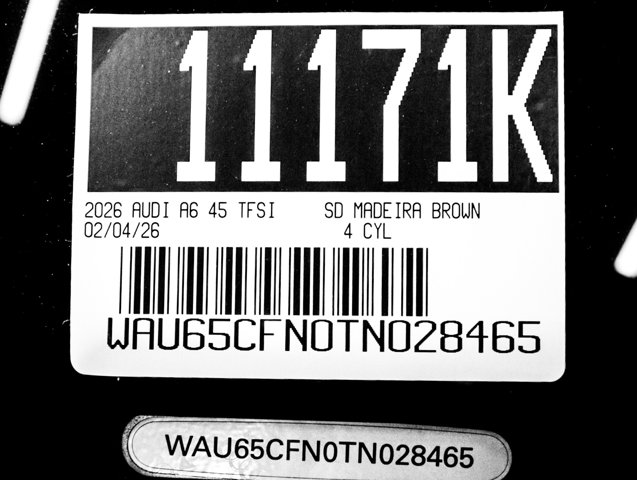 11171K
2026 AUDI A6 45 TFSI SD MADEIRA BROWN
02/04/26 4 CYL
WAU65CFN0TN028465
WAU65CFN0TN028465